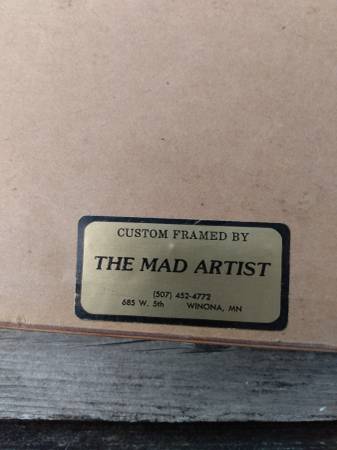 CUSTOM FRAMED BY
THE MAD ARTIST
(507) 452-4772
685 W. 5th WINONA, MN